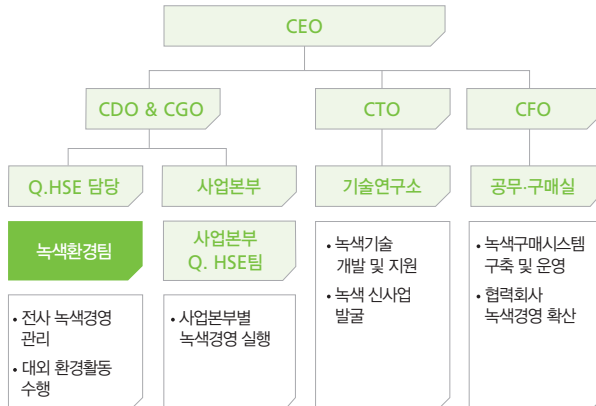 CEO
CDO & CGO
CTO
CFO
Q.HSE 담당
사업본부
기술연구소
공무·구매실
녹색환경팀
사업본부
Q. HSE팀
• 전사 녹색경영
관리
• 대외 환경활동
수행
• 사업본부별
녹색경영 실행
• 녹색기술
개발 및 지원
• 녹색 신사업
발굴
• 녹색구매시스템
구축 및 운영
• 협력회사
녹색경영 확산